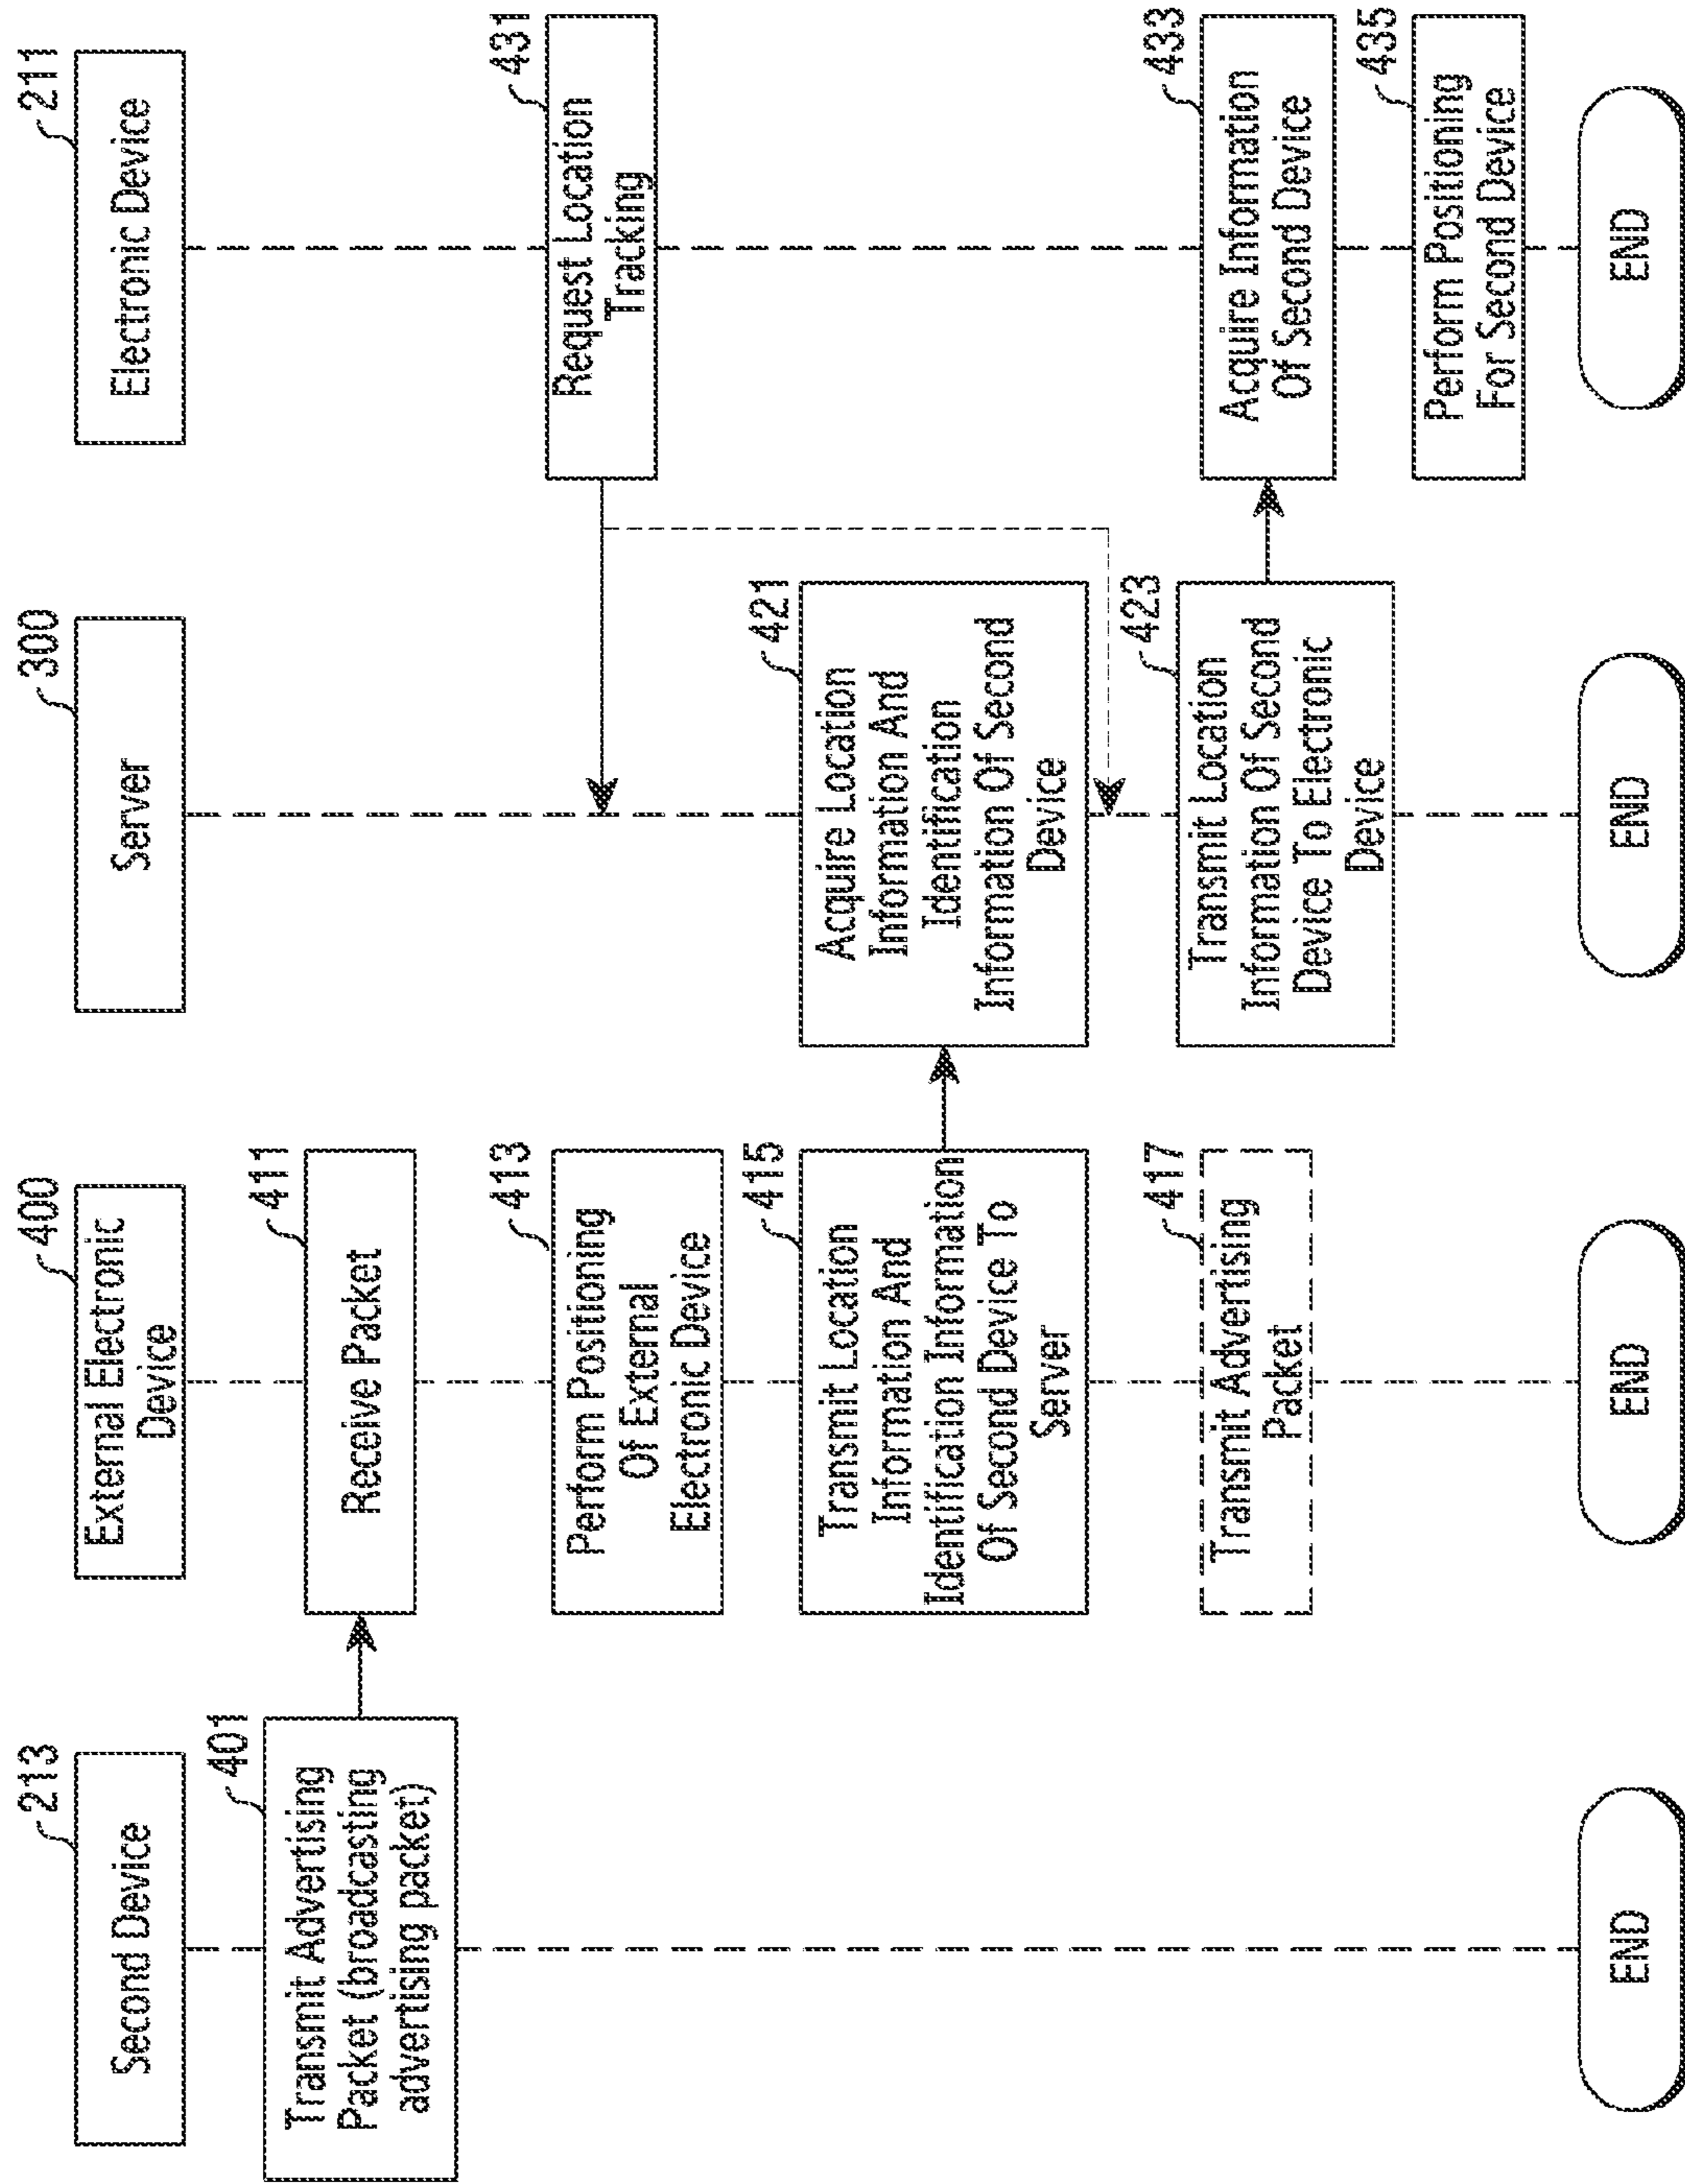 213
Second Device
401
Transmit Advertising
Packet (broadcasting
advertising packet)
END
400
External Electronic
Device
411
Receive Packet
413
Perform Positioning
Of External
Electronic Device
415
Transmit Location
Information And
Identification Information
Of Second Device To
Server
417
Transmit Advertising
Packet
END
300
Server
421
Acquire Location
Information And
Identification
Information Of Second
Device
423
Transmit Location
Information Of Second
Device To Electronic
Device
END
211
Electronic Device
431
Request Location
Tracking
433
Acquire Information
Of Second Device
435
Perform Positioning
For Second Device
END